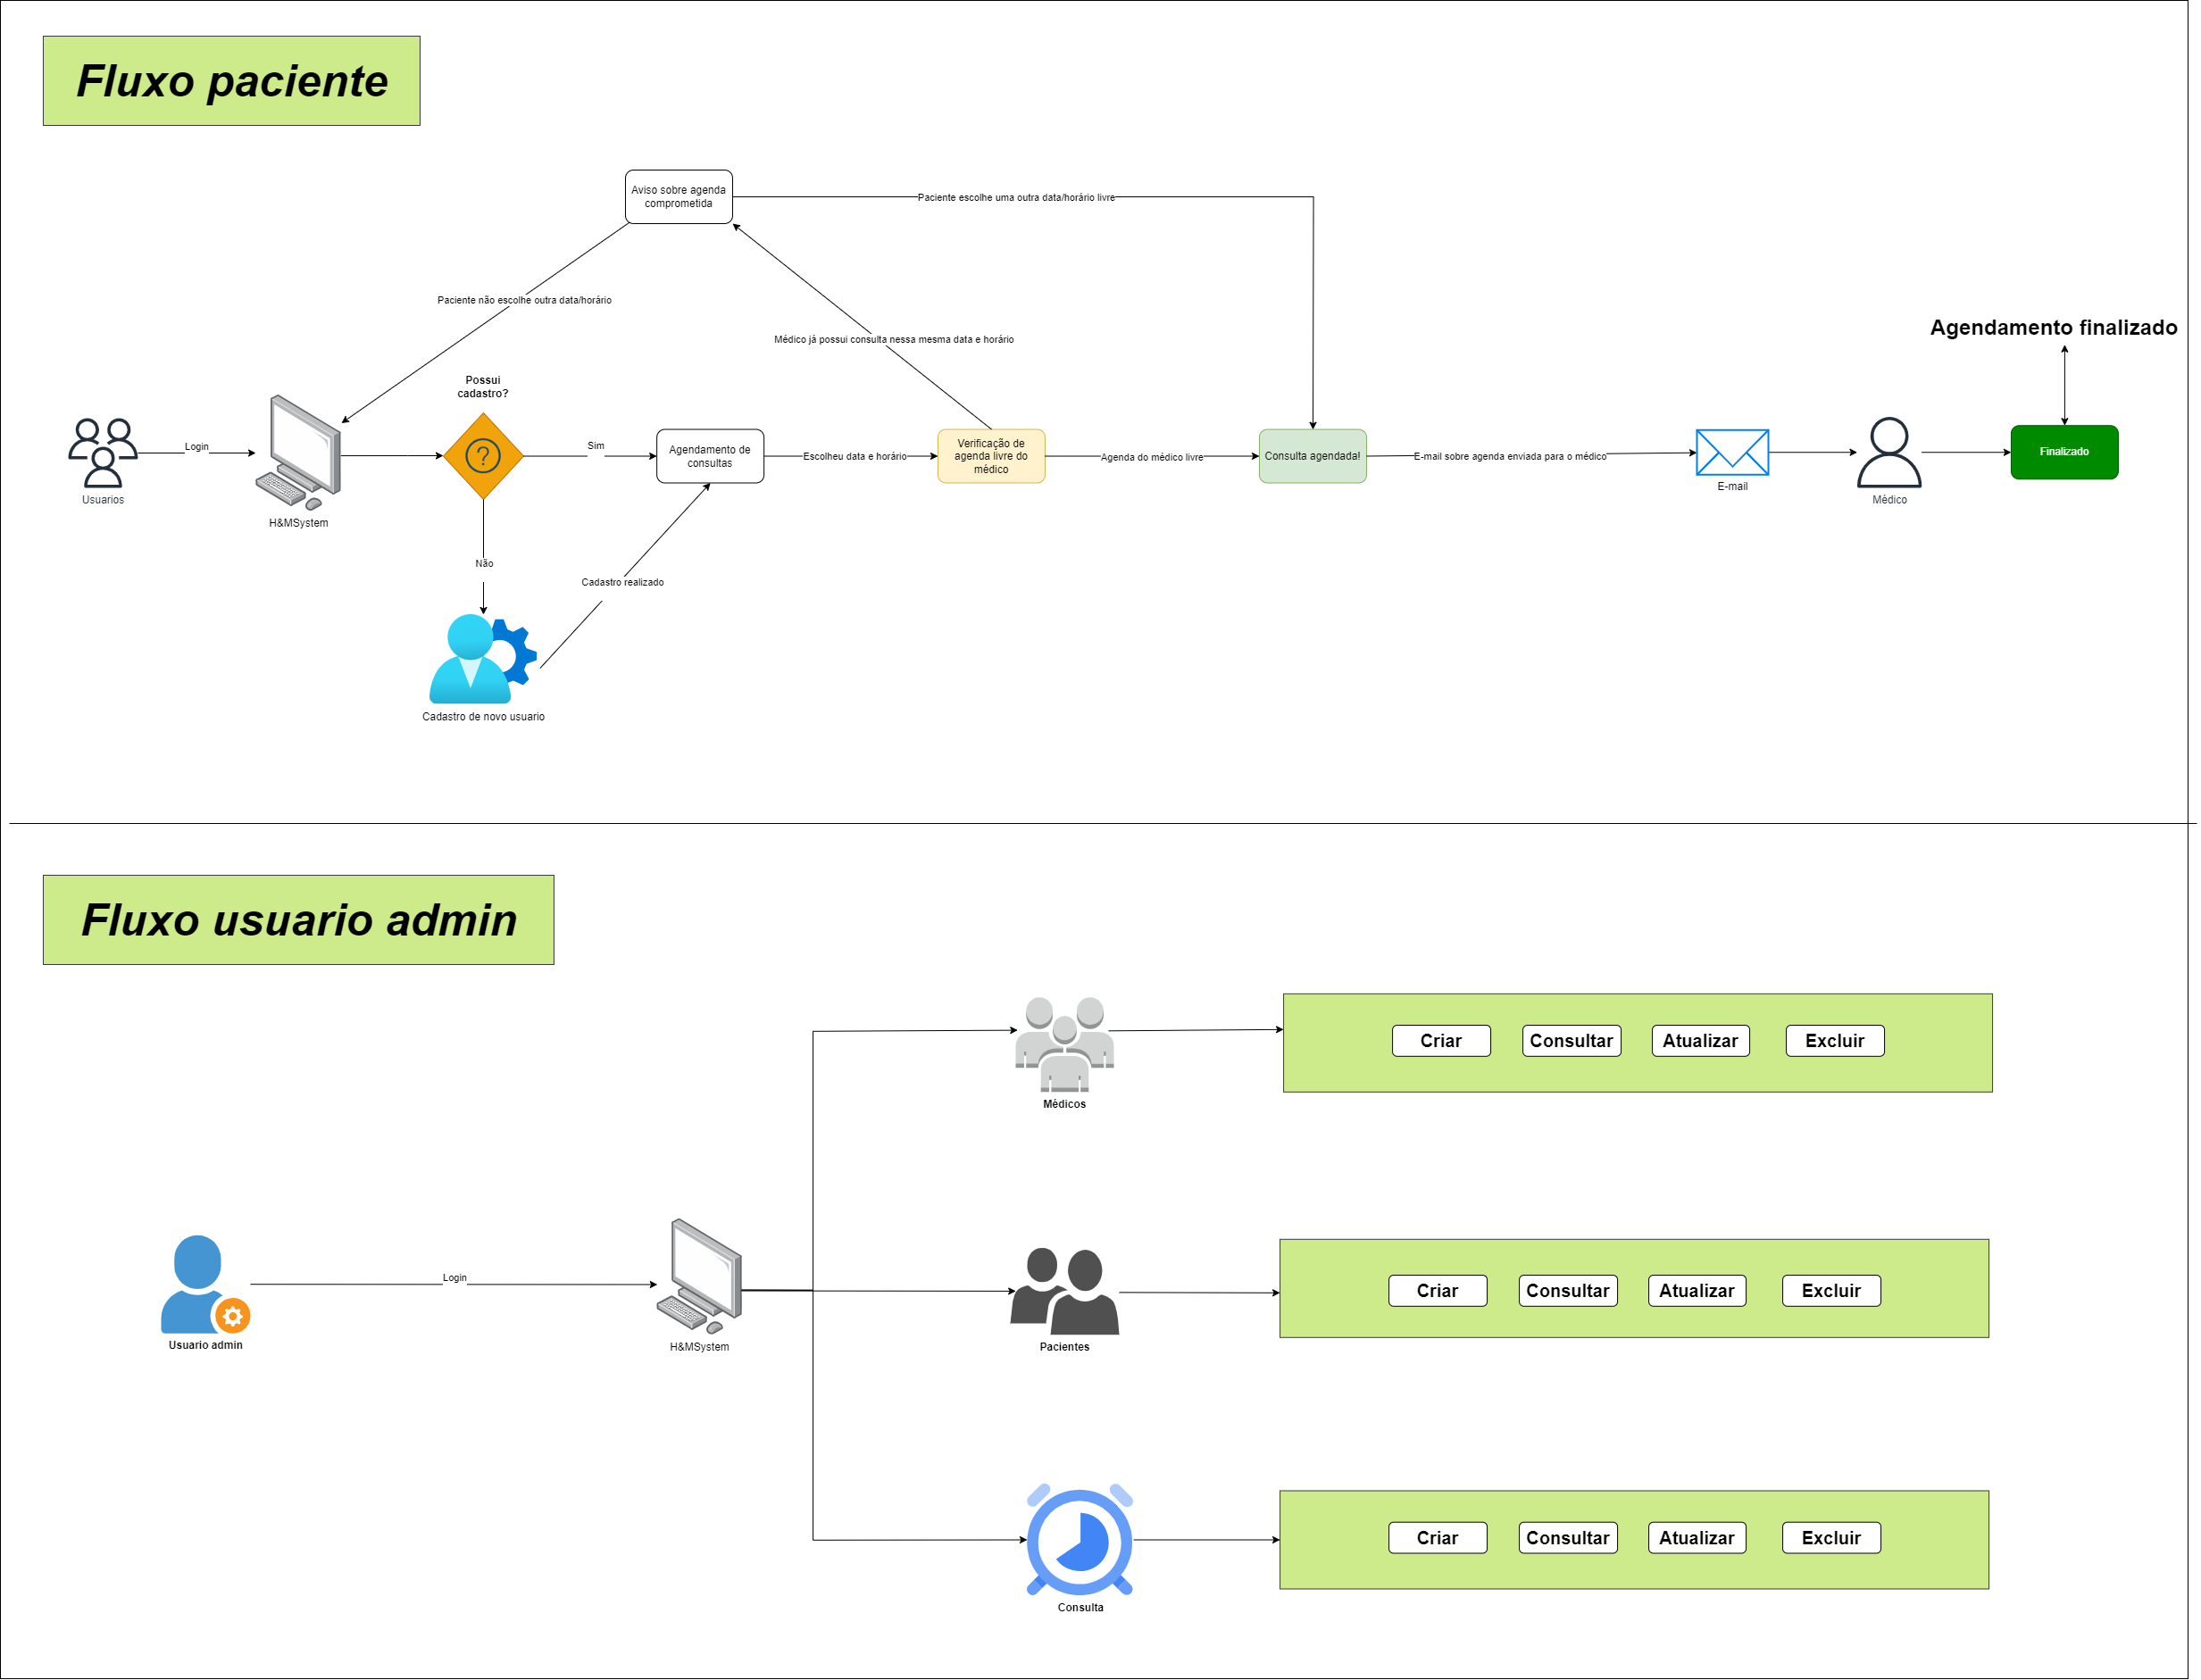 Fluxo paciente
Aviso sobre agenda
comprometida
Paciente escolhe uma outra data/horário livre
Paciente não escolhe outra data/horário
Médico já possui consulta nessa mesma data e horário
Agendamento finalizado
Possui
cadastro?
Usuarios
Login
H&MSystem
Sim
Agendamento de
consultas
Escolheu data e horário
Verificação de
agenda livre do
médico
Agenda do médico livre
Consulta agendada!
E-mail sobre agenda enviada para o médico
E-mail
Médico
Finalizado
Não
Cadastro realizado
Cadastro de novo usuario
Fluxo usuario admin
Médicos
Criar
Consultar
Atualizar
Excluir
Usuario admin
Login
H&MSystem
Pacientes
Criar
Consultar
Atualizar
Excluir
Consulta
Criar
Consultar
Atualizar
Excluir